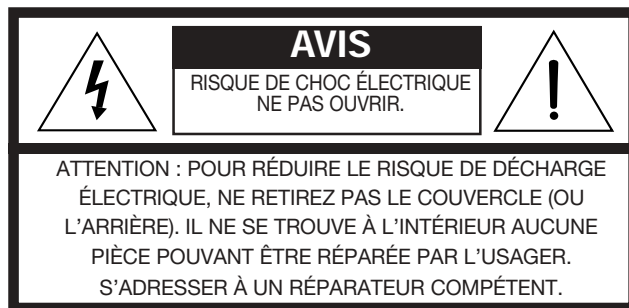 AVIS
RISQUE DE CHOC ÉLECTRIQUE
NE PAS OUVRIR.
ATTENTION : POUR RÉDUIRE LE RISQUE DE DÉCHARGE
ÉLECTRIQUE, NE RETIREZ PAS LE COUVERCLE (OU
L’ARRIÈRE). IL NE SE TROUVE À L’INTÉRIEUR AUCUNE
PIÈCE POUVANT ÊTRE RÉPARÉE PAR L’USAGER.
S’ADRESSER À UN RÉPARATEUR COMPÉTENT.